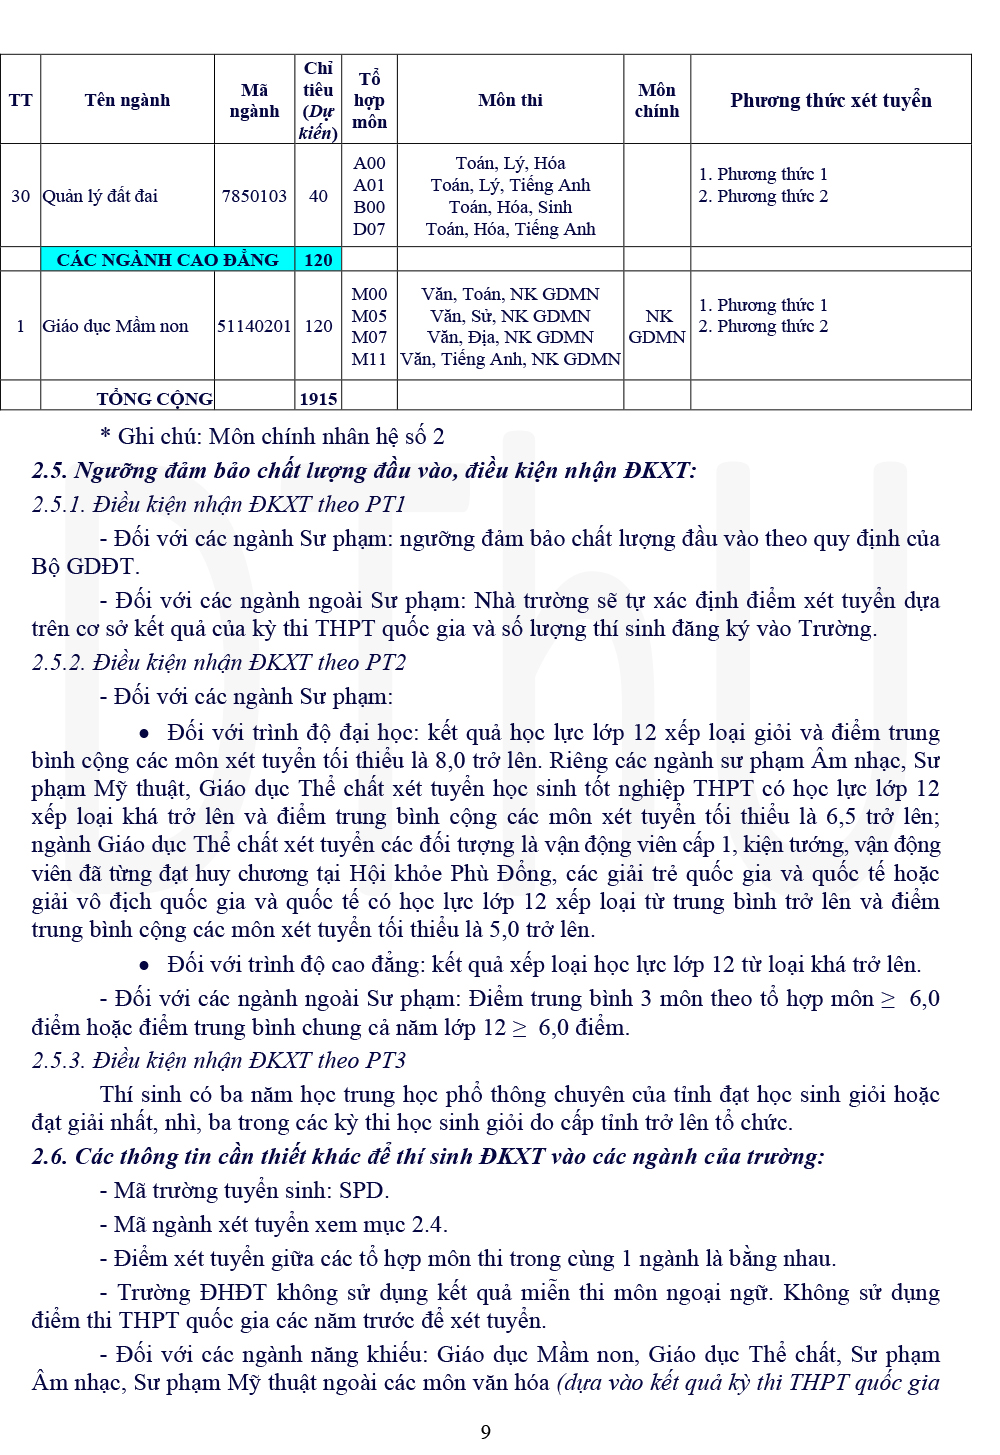 TT Tên ngành Mã ngành Chỉ tiêu (Dự kiến) Tổ hợp môn Môn thi Môn chính Phương thức xét tuyển
30 Quản lý đất đai 7850103 40
A00 Toán, Lý, Hóa
A01 Toán, Lý, Tiếng Anh
B00 Toán, Hóa, Sinh
D07 Toán, Hóa, Tiếng Anh
1. Phương thức 1
2. Phương thức 2
CÁC NGÀNH CAO ĐẲNG 120
1 Giáo dục Mầm non 51140201 120
M00 Văn, Toán, NK GDMN
M05 Văn, Sử, NK GDMN
M07 Văn, Địa, NK GDMN
M11 Văn, Tiếng Anh, NK GDMN
NK GDMN
1. Phương thức 1
2. Phương thức 2
TỔNG CỘNG 1915
* Ghi chú: Môn chính nhân hệ số 2
2.5. Ngưỡng đảm bảo chất lượng đầu vào, điều kiện nhận ĐKXT:
2.5.1. Điều kiện nhận ĐKXT theo PT1
- Đối với các ngành Sư phạm: ngưỡng đảm bảo chất lượng đầu vào theo quy định của
Bộ GDĐT.
- Đối với các ngành ngoài Sư phạm: Nhà trường sẽ tự xác định điểm xét tuyển dựa
trên cơ sở kết quả của kỳ thi THPT quốc gia và số lượng thí sinh đăng ký vào Trường.
2.5.2. Điều kiện nhận ĐKXT theo PT2
- Đối với các ngành Sư phạm:
• Đối với trình độ đại học: kết quả học lực lớp 12 xếp loại giỏi và điểm trung
bình cộng các môn xét tuyển tối thiểu là 8,0 trở lên. Riêng các ngành sư phạm Âm nhạc, Sư
phạm Mỹ thuật, Giáo dục Thể chất xét tuyển học sinh tốt nghiệp THPT có học lực lớp 12
xếp loại khá trở lên và điểm trung bình cộng các môn xét tuyển tối thiểu là 6,5 trở lên;
ngành Giáo dục Thể chất xét tuyển các đối tượng là vận động viên cấp 1, kiện tướng, vận động
viên đã từng đạt huy chương tại Hội khỏe Phù Đổng, các giải trẻ quốc gia và quốc tế hoặc
giải vô địch quốc gia và quốc tế có học lực lớp 12 xếp loại từ trung bình trở lên và điểm
trung bình cộng các môn xét tuyển tối thiểu là 5,0 trở lên.
• Đối với trình độ cao đẳng: kết quả xếp loại học lực lớp 12 từ loại khá trở lên.
- Đối với các ngành ngoài Sư phạm: Điểm trung bình 3 môn theo tổ hợp môn ≥ 6,0
điểm hoặc điểm trung bình chung cả năm lớp 12 ≥ 6,0 điểm.
2.5.3. Điều kiện nhận ĐKXT theo PT3
Thí sinh có ba năm học trung học phổ thông chuyên của tỉnh đạt học sinh giỏi hoặc
đạt giải nhất, nhì, ba trong các kỳ thi học sinh giỏi do cấp tỉnh trở lên tổ chức.
2.6. Các thông tin cần thiết khác để thí sinh ĐKXT vào các ngành của trường:
- Mã trường tuyển sinh: SPD.
- Mã ngành xét tuyển xem mục 2.4.
- Điểm xét tuyển giữa các tổ hợp môn thi trong cùng 1 ngành là bằng nhau.
- Trường ĐHĐT không sử dụng kết quả miễn thi môn ngoại ngữ. Không sử dụng
điểm thi THPT quốc gia các năm trước để xét tuyển.
- Đối với các ngành năng khiếu: Giáo dục Mầm non, Giáo dục Thể chất, Sư phạm
Âm nhạc, Sư phạm Mỹ thuật ngoài các môn văn hóa (dựa vào kết quả kỳ thi THPT quốc gia
9
DThU